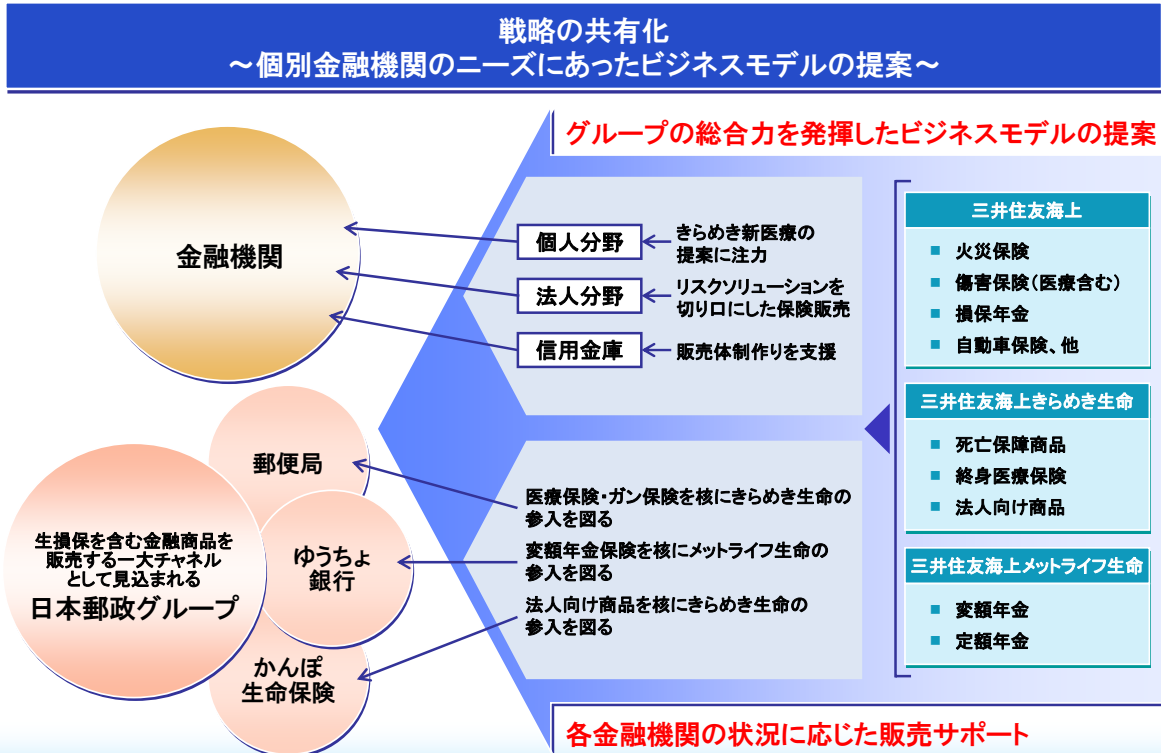 戦略の共有化
～個別金融機関のニーズにあったビジネスモデルの提案～
グループの総合力を発揮したビジネスモデルの提案
金融機関
個人分野
きらめき新医療の
提案に注力
法人分野
リスクソリューションを
切り口にした保険販売
信用金庫
販売体制作りを支援
三井住友海上
■ 火災保険
■ 傷害保険（医療含む）
■ 損保年金
■ 自動車保険、他
三井住友海上きらめき生命
■ 死亡保障商品
■ 終身医療保険
■ 法人向け商品
三井住友海上メットライフ生命
■ 変額年金
■ 定額年金
郵便局
医療保険・ガン保険を核にきらめき生命の
参入を図る
生損保を含む金融商品を
販売する一大チャネル
として見込まれる
日本郵政グループ
ゆうちょ
銀行
変額年金保険を核にメットライフ生命の
参入を図る
かんぽ
生命保険
法人向け商品を核にきらめき生命の
参入を図る
各金融機関の状況に応じた販売サポート